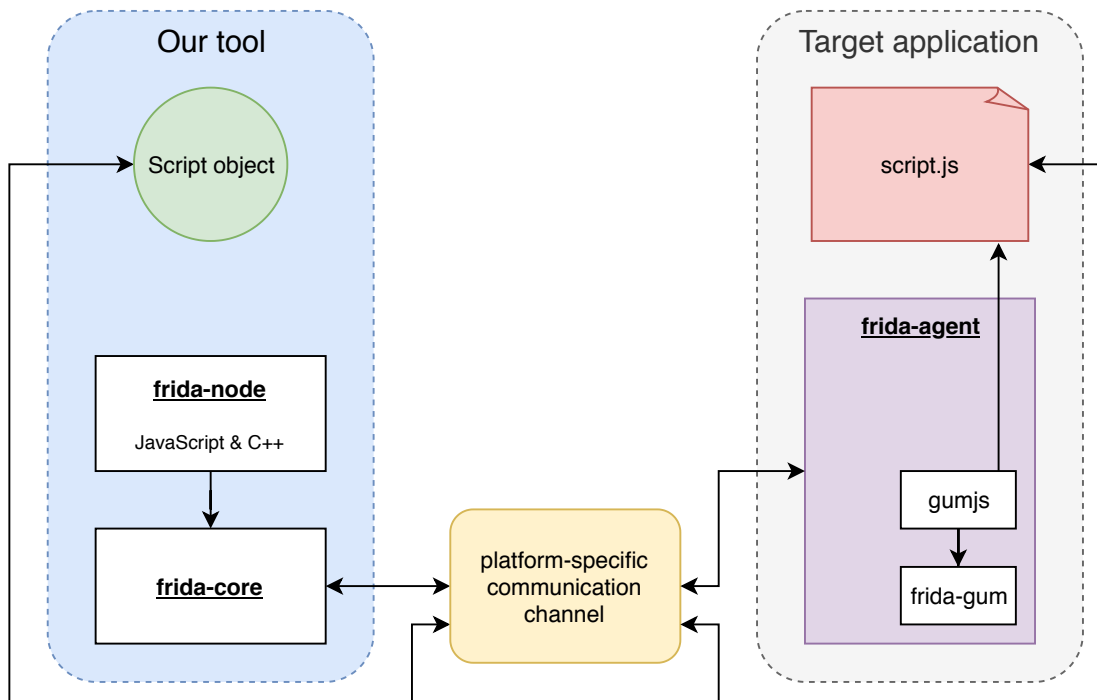 Our tool
Script object
frida-node
JavaScript & C++
frida-core
platform-specific
communication
channel
Target application
script.js
frida-agent
gumjs
frida-gum